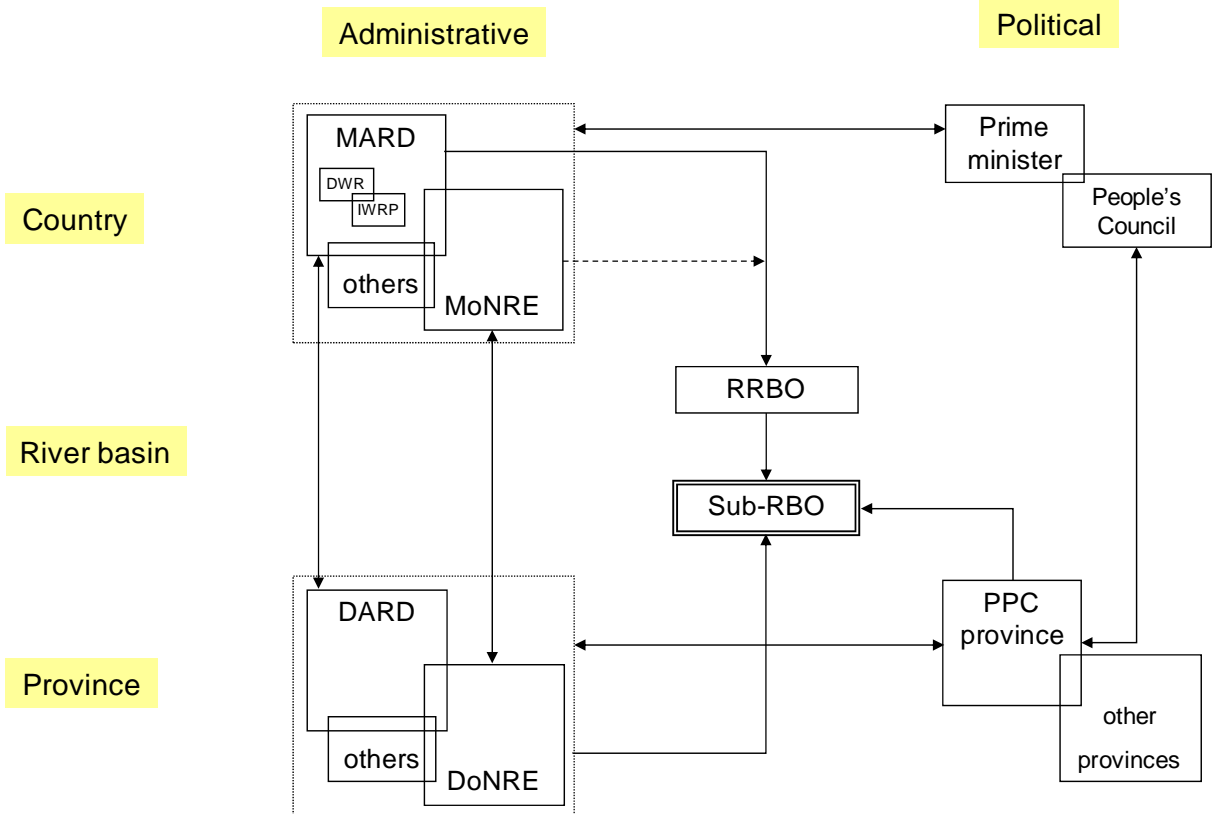 Administrative
Political
MARD
DWR
IWRP
others
MoNRE
Prime
minister
People's
Council
Country
RRBO
River basin
Sub-RBO
DARD
others
DoNRE
PPC
province
other
provinces
Province